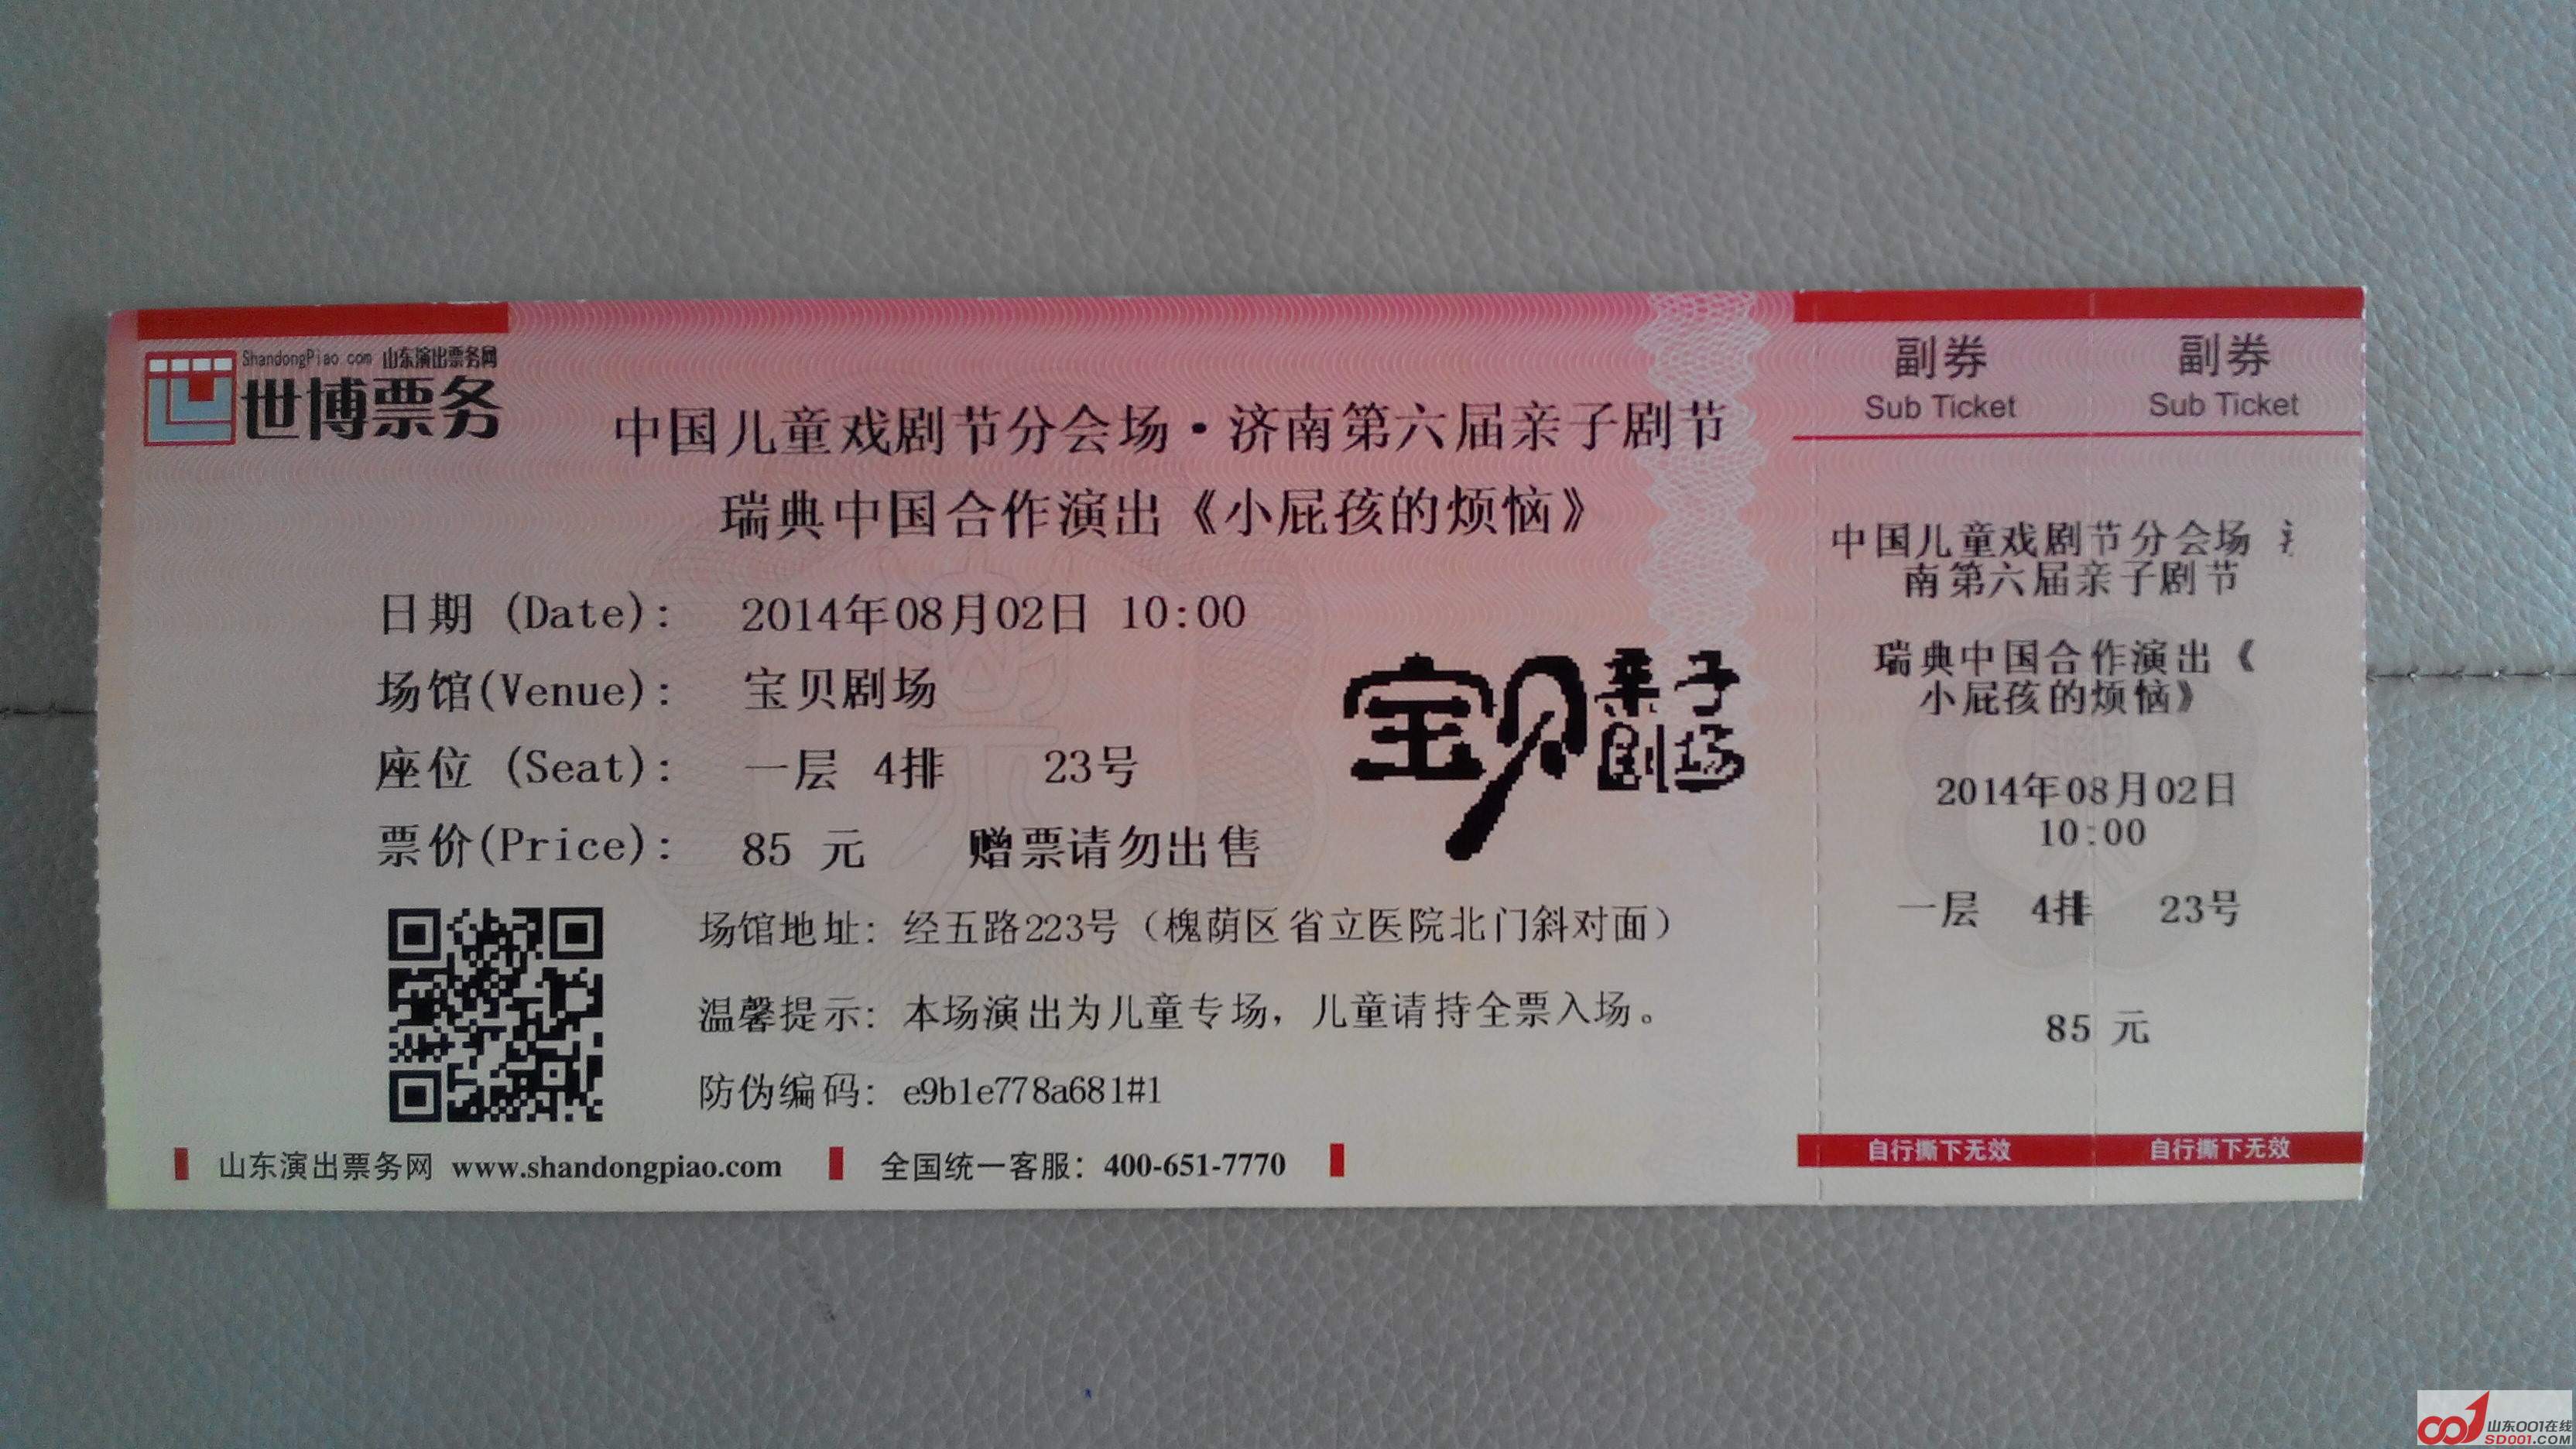 ShandongPiao.com 山东演出票务网
世博票务
中国儿童戏剧节分会场·济南第六届亲子剧节
瑞典中国合作演出《小屁孩的烦恼》
日期 (Date): 2014年08月02日 10:00
场馆(Venue): 宝贝剧场
座位 (Seat): 一层 4排 23号
票价(Price): 85 元 赠票请勿出售
宝贝亲子剧场
场馆地址: 经五路223号（槐荫区省立医院北门斜对面）
温馨提示: 本场演出为儿童专场，儿童请持全票入场。
防伪编码: e9b1e778a681#1
山东演出票务网 www.shandongpiao.com 全国统一客服：400-651-7770
副券 副券
Sub Ticket Sub Ticket
中国儿童戏剧节分会场
南第六届亲子剧节
瑞典中国合作演出《
小屁孩的烦恼》
2014年08月02日
10:00
一层 4排 23号
85 元
自行撕下无效 自行撕下无效
山东001在线
SD001.COM